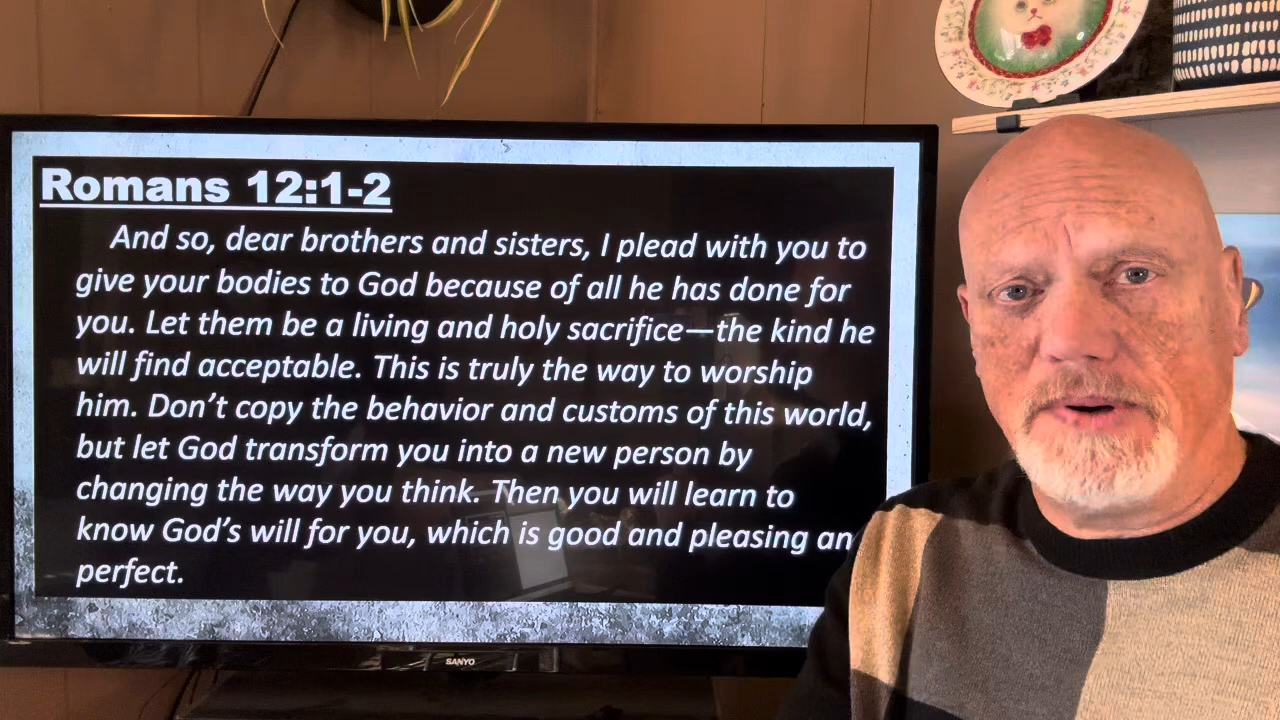 Romans 12:1-2
And so, dear brothers and sisters, I plead with you to
give your bodies to God because of all he has done for
you. Let them be a living and holy sacrifice—the kind he
will find acceptable. This is truly the way to worship
him. Don’t copy the behavior and customs of this world,
but let God transform you into a new person by
changing the way you think. Then you will learn to
know God’s will for you, which is good and pleasing an
perfect.
SANYO